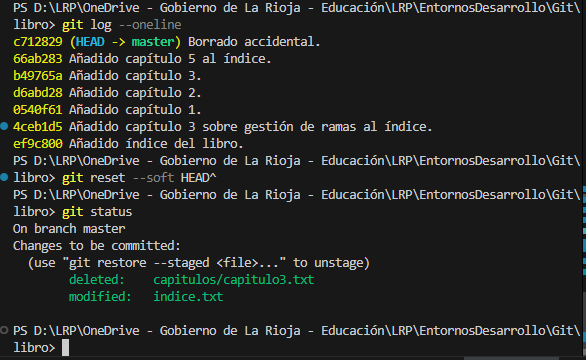 PS D:\LRP\OneDrive - Gobierno de La Rioja - Educación\LRP\EntornosDesarrollo\Git\
libro> git log --oneline
c712829 (HEAD -> master) Borrado accidental.
66ab283 Añadido capítulo 5 al índice.
b49765a Añadido capítulo 3.
d6abd28 Añadido capítulo 2.
0540f61 Añadido capítulo 1.
4ceb1d5 Añadido capítulo 3 sobre gestión de ramas al índice.
ef9c800 Añadido índice del libro.
PS D:\LRP\OneDrive - Gobierno de La Rioja - Educación\LRP\EntornosDesarrollo\Git\
libro> git reset --soft HEAD^
PS D:\LRP\OneDrive - Gobierno de La Rioja - Educación\LRP\EntornosDesarrollo\Git\
libro> git status
On branch master
Changes to be committed:
  (use "git restore --staged <file>..." to unstage)
        deleted:    capitulos/capitulo3.txt
        modified:   indice.txt

PS D:\LRP\OneDrive - Gobierno de La Rioja - Educación\LRP\EntornosDesarrollo\Git\
libro>